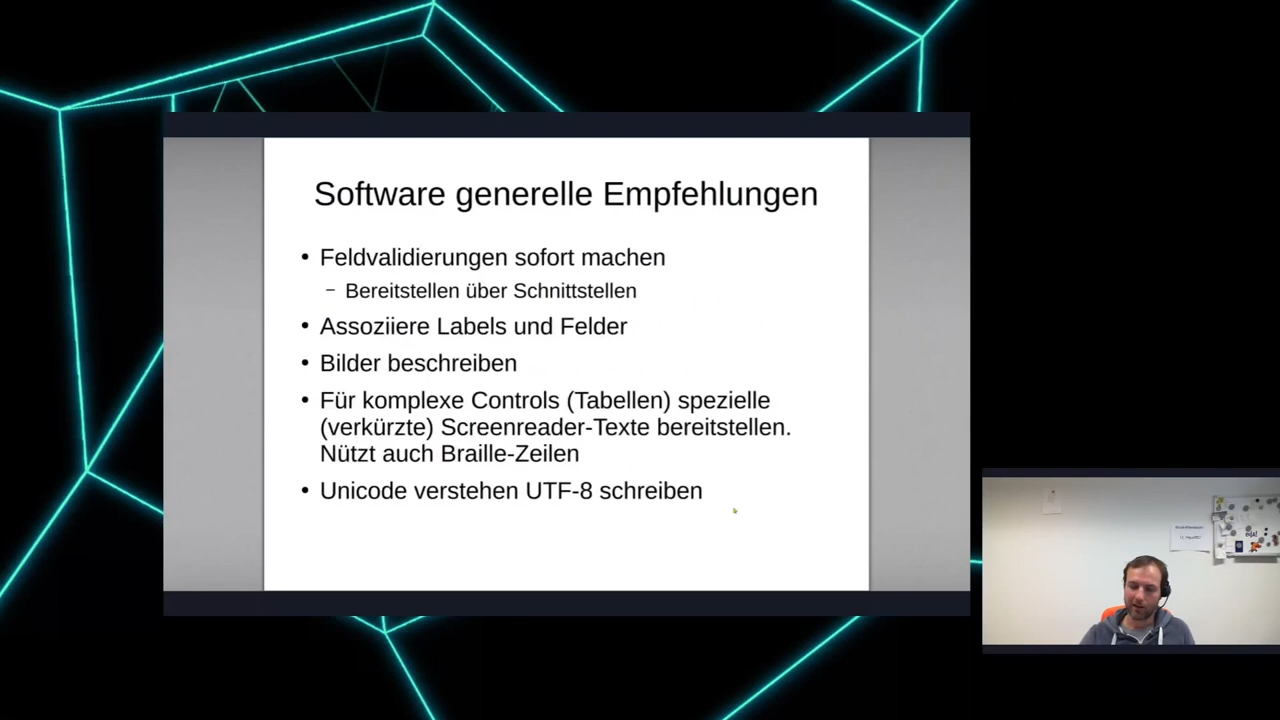 Software generelle Empfehlungen
• Feldvalidierungen sofort machen
– Bereitstellen über Schnittstellen
• Assoziiere Labels und Felder
• Bilder beschreiben
• Für komplexe Controls (Tabellen) spezielle
(verkürzte) Screenreader-Texte bereitstellen.
Nützt auch Braille-Zeilen
• Unicode verstehen UTF-8 schreiben